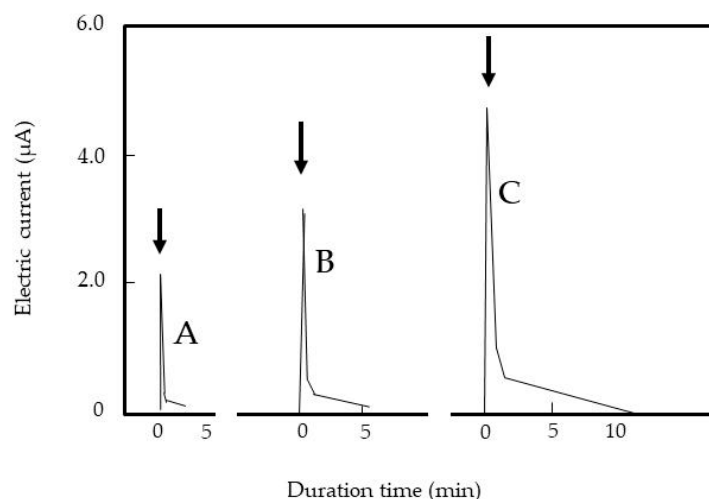 6.0
4.0
2.0
0
Electric current (μA)
A
B
C
0 5 0 5 0 5 10
Duration time (min)